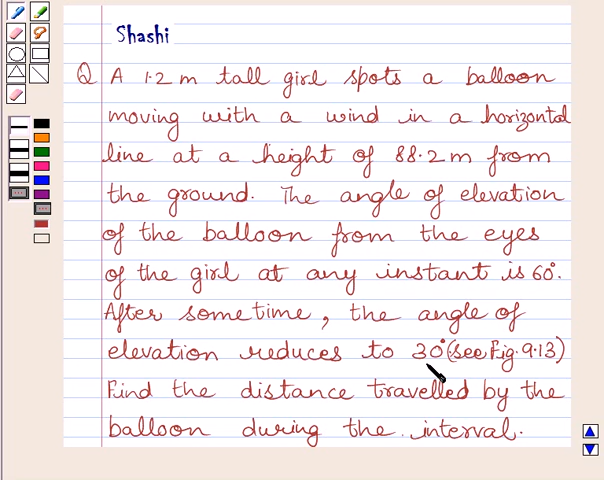 Shashi
Q A 1.2 m tall girl spots a balloon
moving with a wind in a horizontal
line at a height of 88.2 m from
the ground. The angle of elevation
of the balloon from the eyes
of the girl at any instant is 60°.
After sometime, the angle of
elevation reduces to 30° (see Fig. 9.13)
Find the distance travelled by the
balloon during the interval.